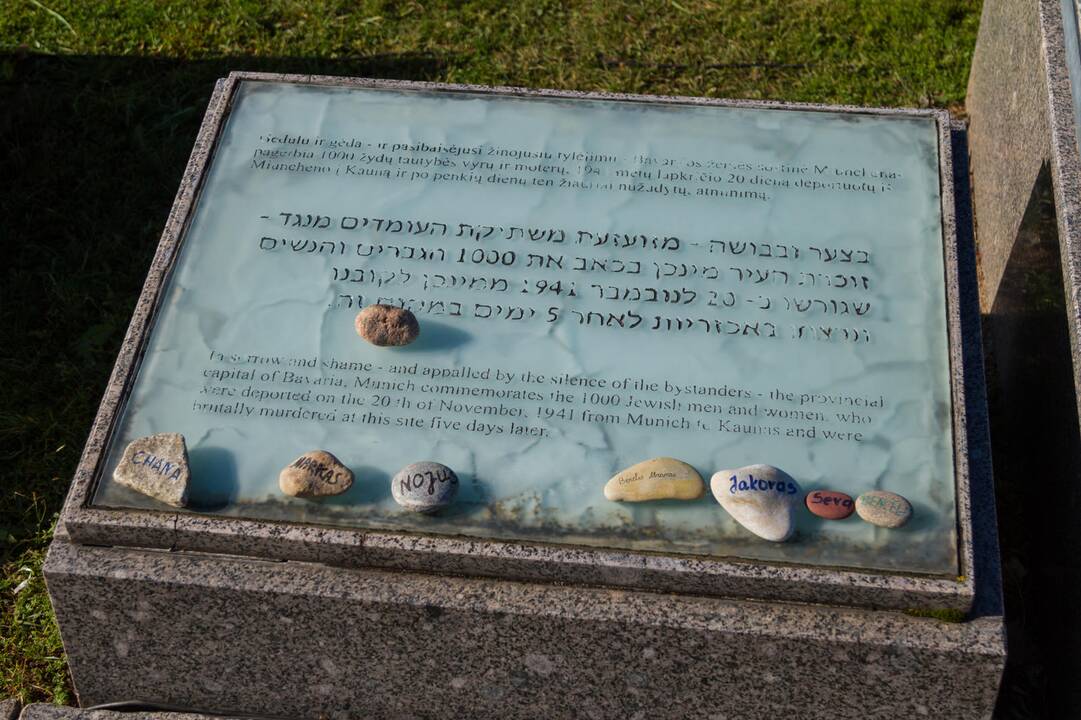 gėdulu ir gėda - ir pasibaisėjusi žinojusių tylėjimu - Bavarijos žemės sostinė
pagerbia 1000 žydų tautybės vyrų ir moterų, 1941 metų lapkričio 20 dieną deportuotų iš
Miuncheno į Kauną ir po penkių dienų ten žiauriai nužudytų, atminimą.
בצער ובבושה - מזועזעת משתיקת העומדים מנגד -
זוכרת העיר מינכן בכאב את 1000 הגברים והנשים
שגורשו ב- 20 לנובמבר 1941 ממינכן לקובנו
ונרצחו באכזריות לאחר 5 ימים במקום זה.
In sorrow and shame - and appalled by the silence of the bystanders - the provincial
capital of Bavaria, Munich commemorates the 1000 Jewish men and women, who
were deported on the 20 th of November, 1941 from Munich to Kaunas and were
brutally murdered at this site five days later.
CHANA
MARKAS
NOJUS
Jakovas
Seva